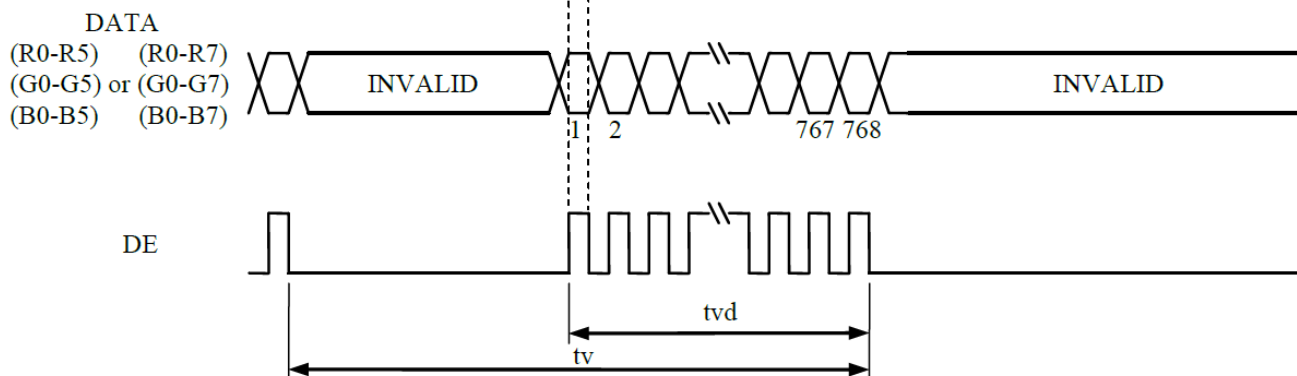 DATA
(R0-R5) (R0-R7)
(G0-G5) or (G0-G7)
(B0-B5) (B0-B7)
INVALID
INVALID
1 2 767 768
DE
tvd
tv